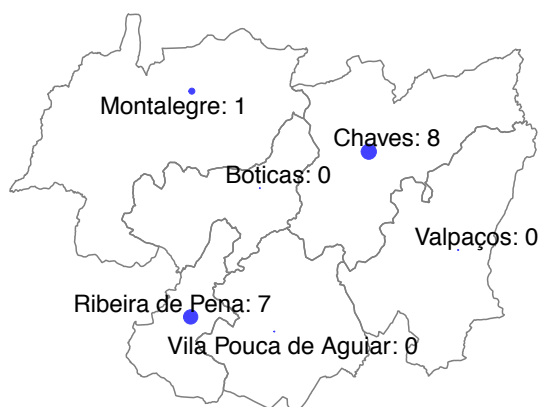 Montalegre: 1
Chaves: 8
Boticas: 0
Valpaços: 0
Ribeira de Pena: 7
Vila Pouca de Aguiar: 0